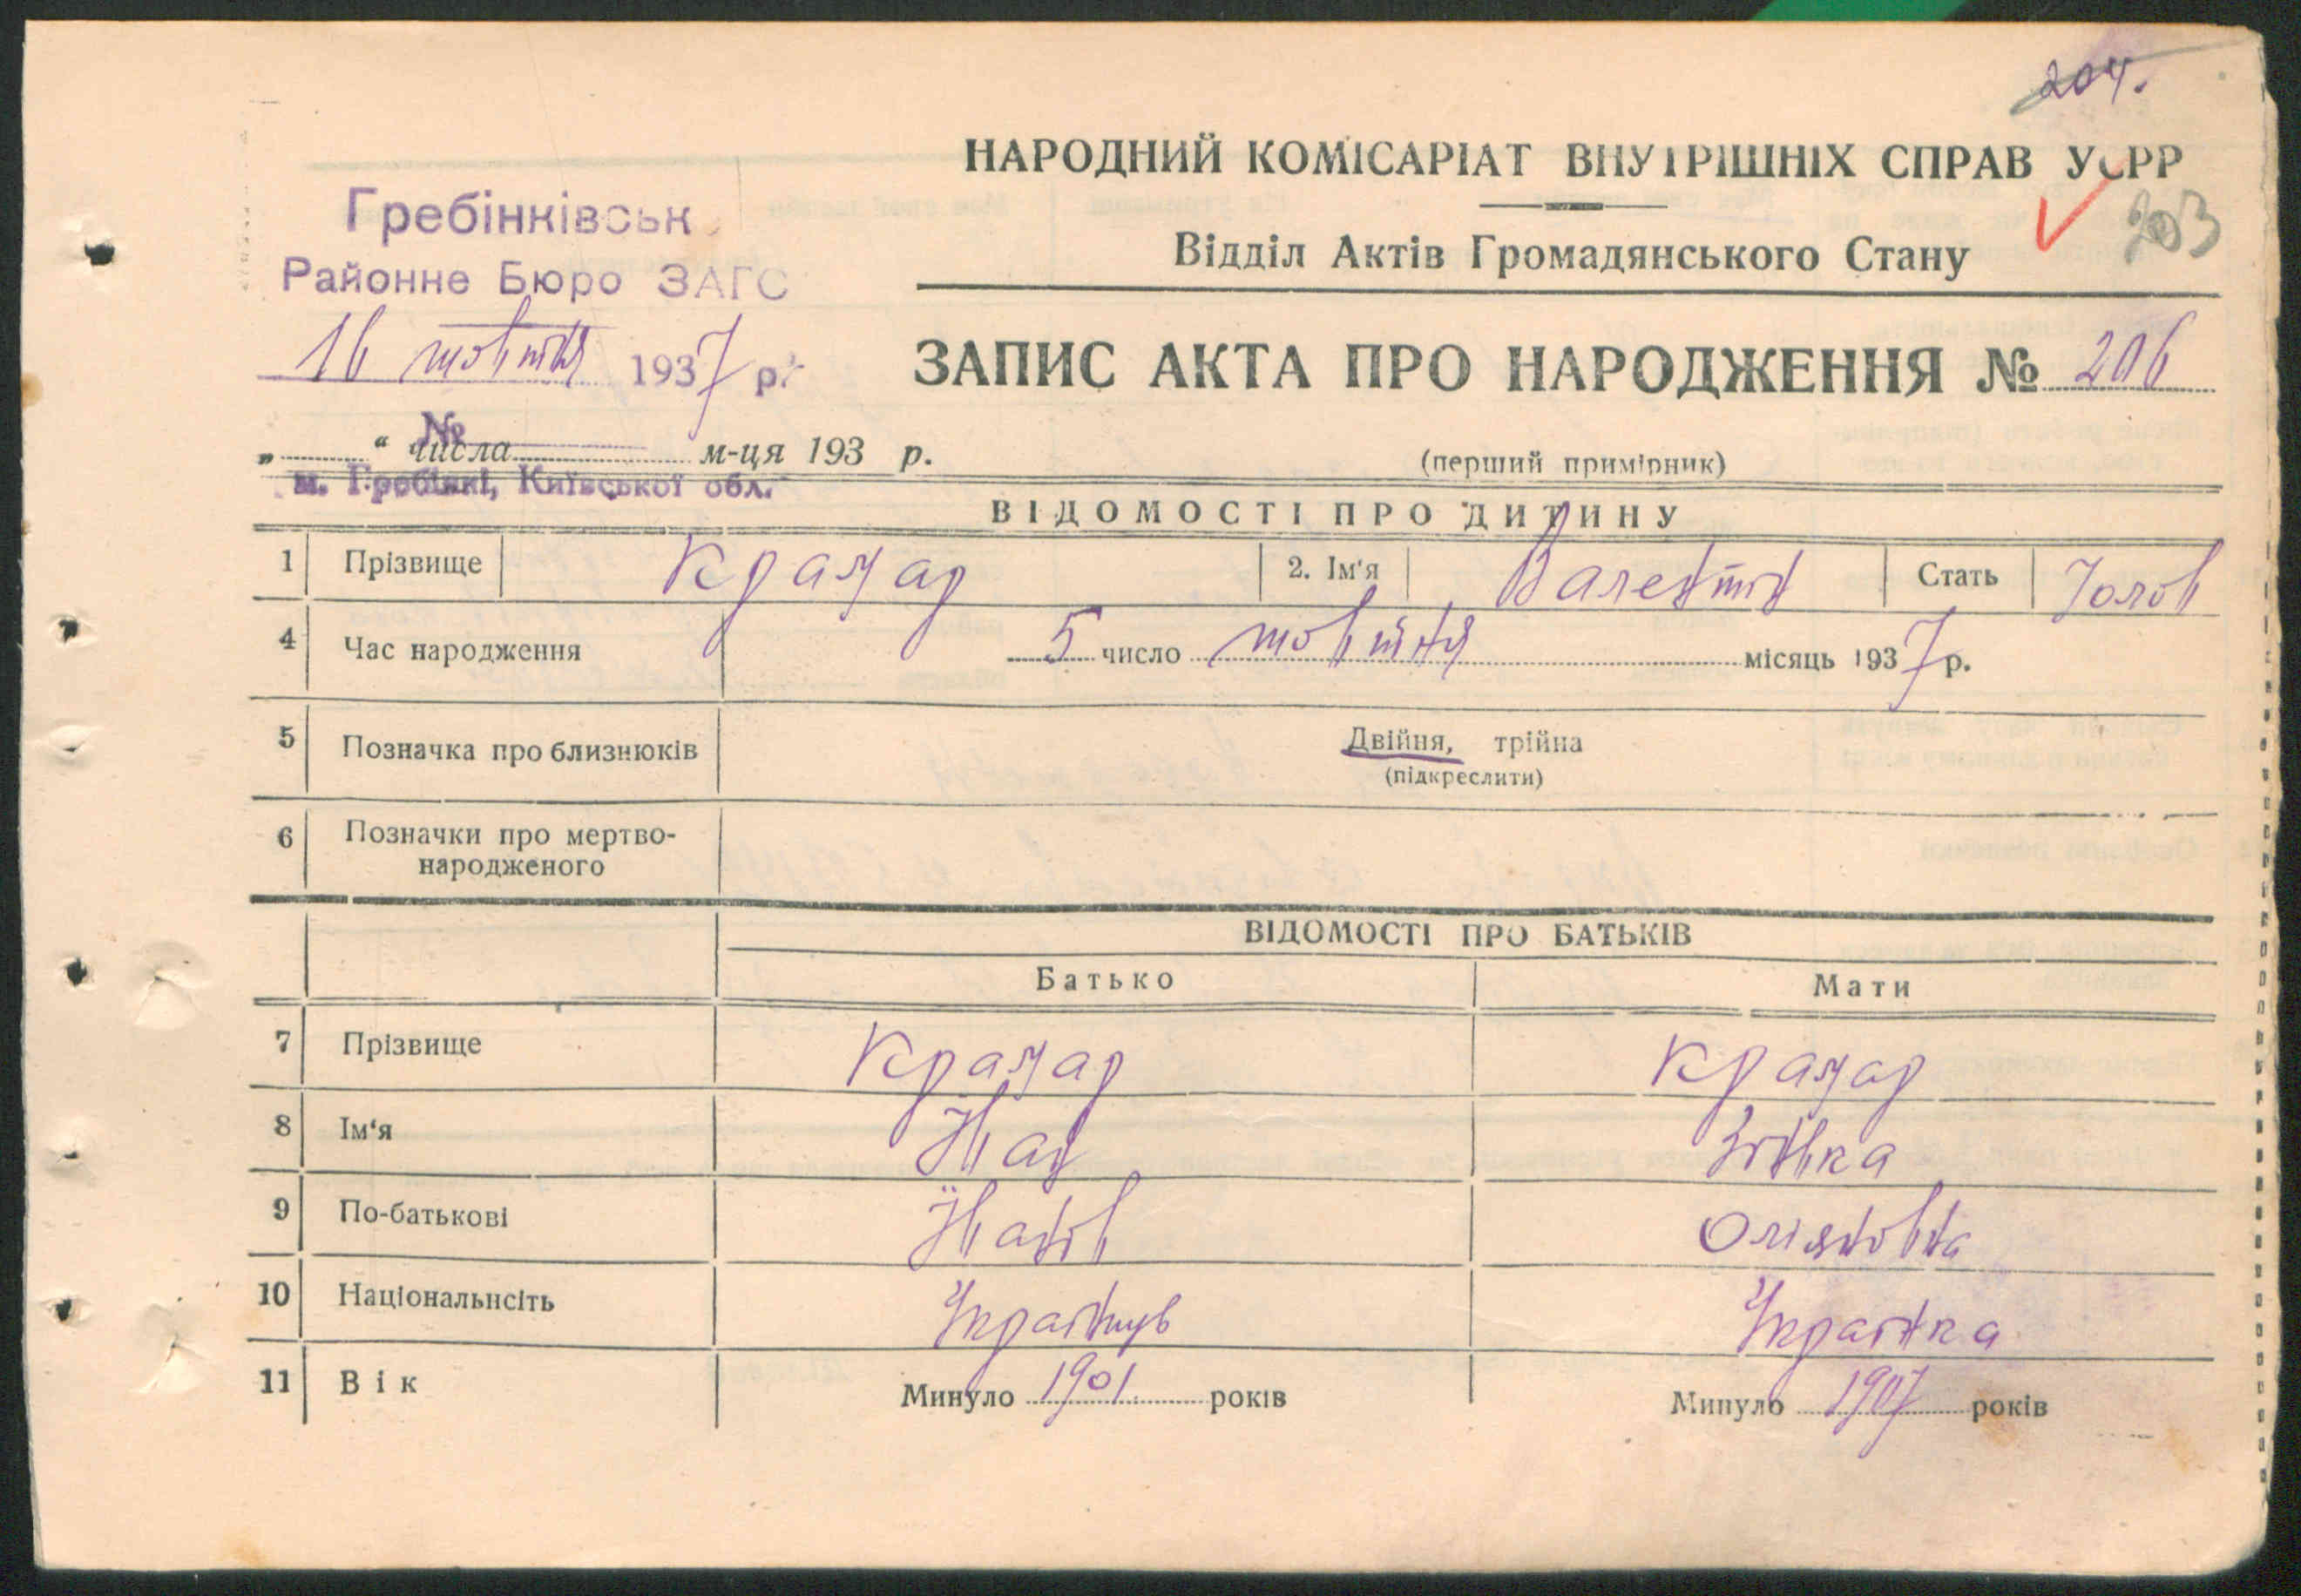 204.
НАРОДНИЙ КОМІСАРІАТ ВНУТРІШНІХ СПРАВ УСРР
203
Гребінківськ
Відділ Актів Громадянського Стану
Районне Бюро ЗАГС
16 жовтня 1937 р.
ЗАПИС АКТА ПРО НАРОДЖЕННЯ № 206
№
„ “ числа м-ця 193 р.
(перший примірник)
м. Гребінкі, Київської обл.
ВІДОМОСТІ ПРО ДИТИНУ
1 Прізвище Крамар 2. Ім'я Валентин Стать Чолов
4 Час народження 5 число жовтня місяць 1937 р.
5 Позначка про близнюків Двійня, трійна
(підкреслити)
6 Позначки про мертво-
народженого
ВІДОМОСТІ ПРО БАТЬКІВ
Батько Мати
7 Прізвище Крамар Крамар
8 Ім‘я Іван
9 По-батькові
10 Національнсіть Українець Українка
11 Вік Минуло 1901 років Минуло 1907 років